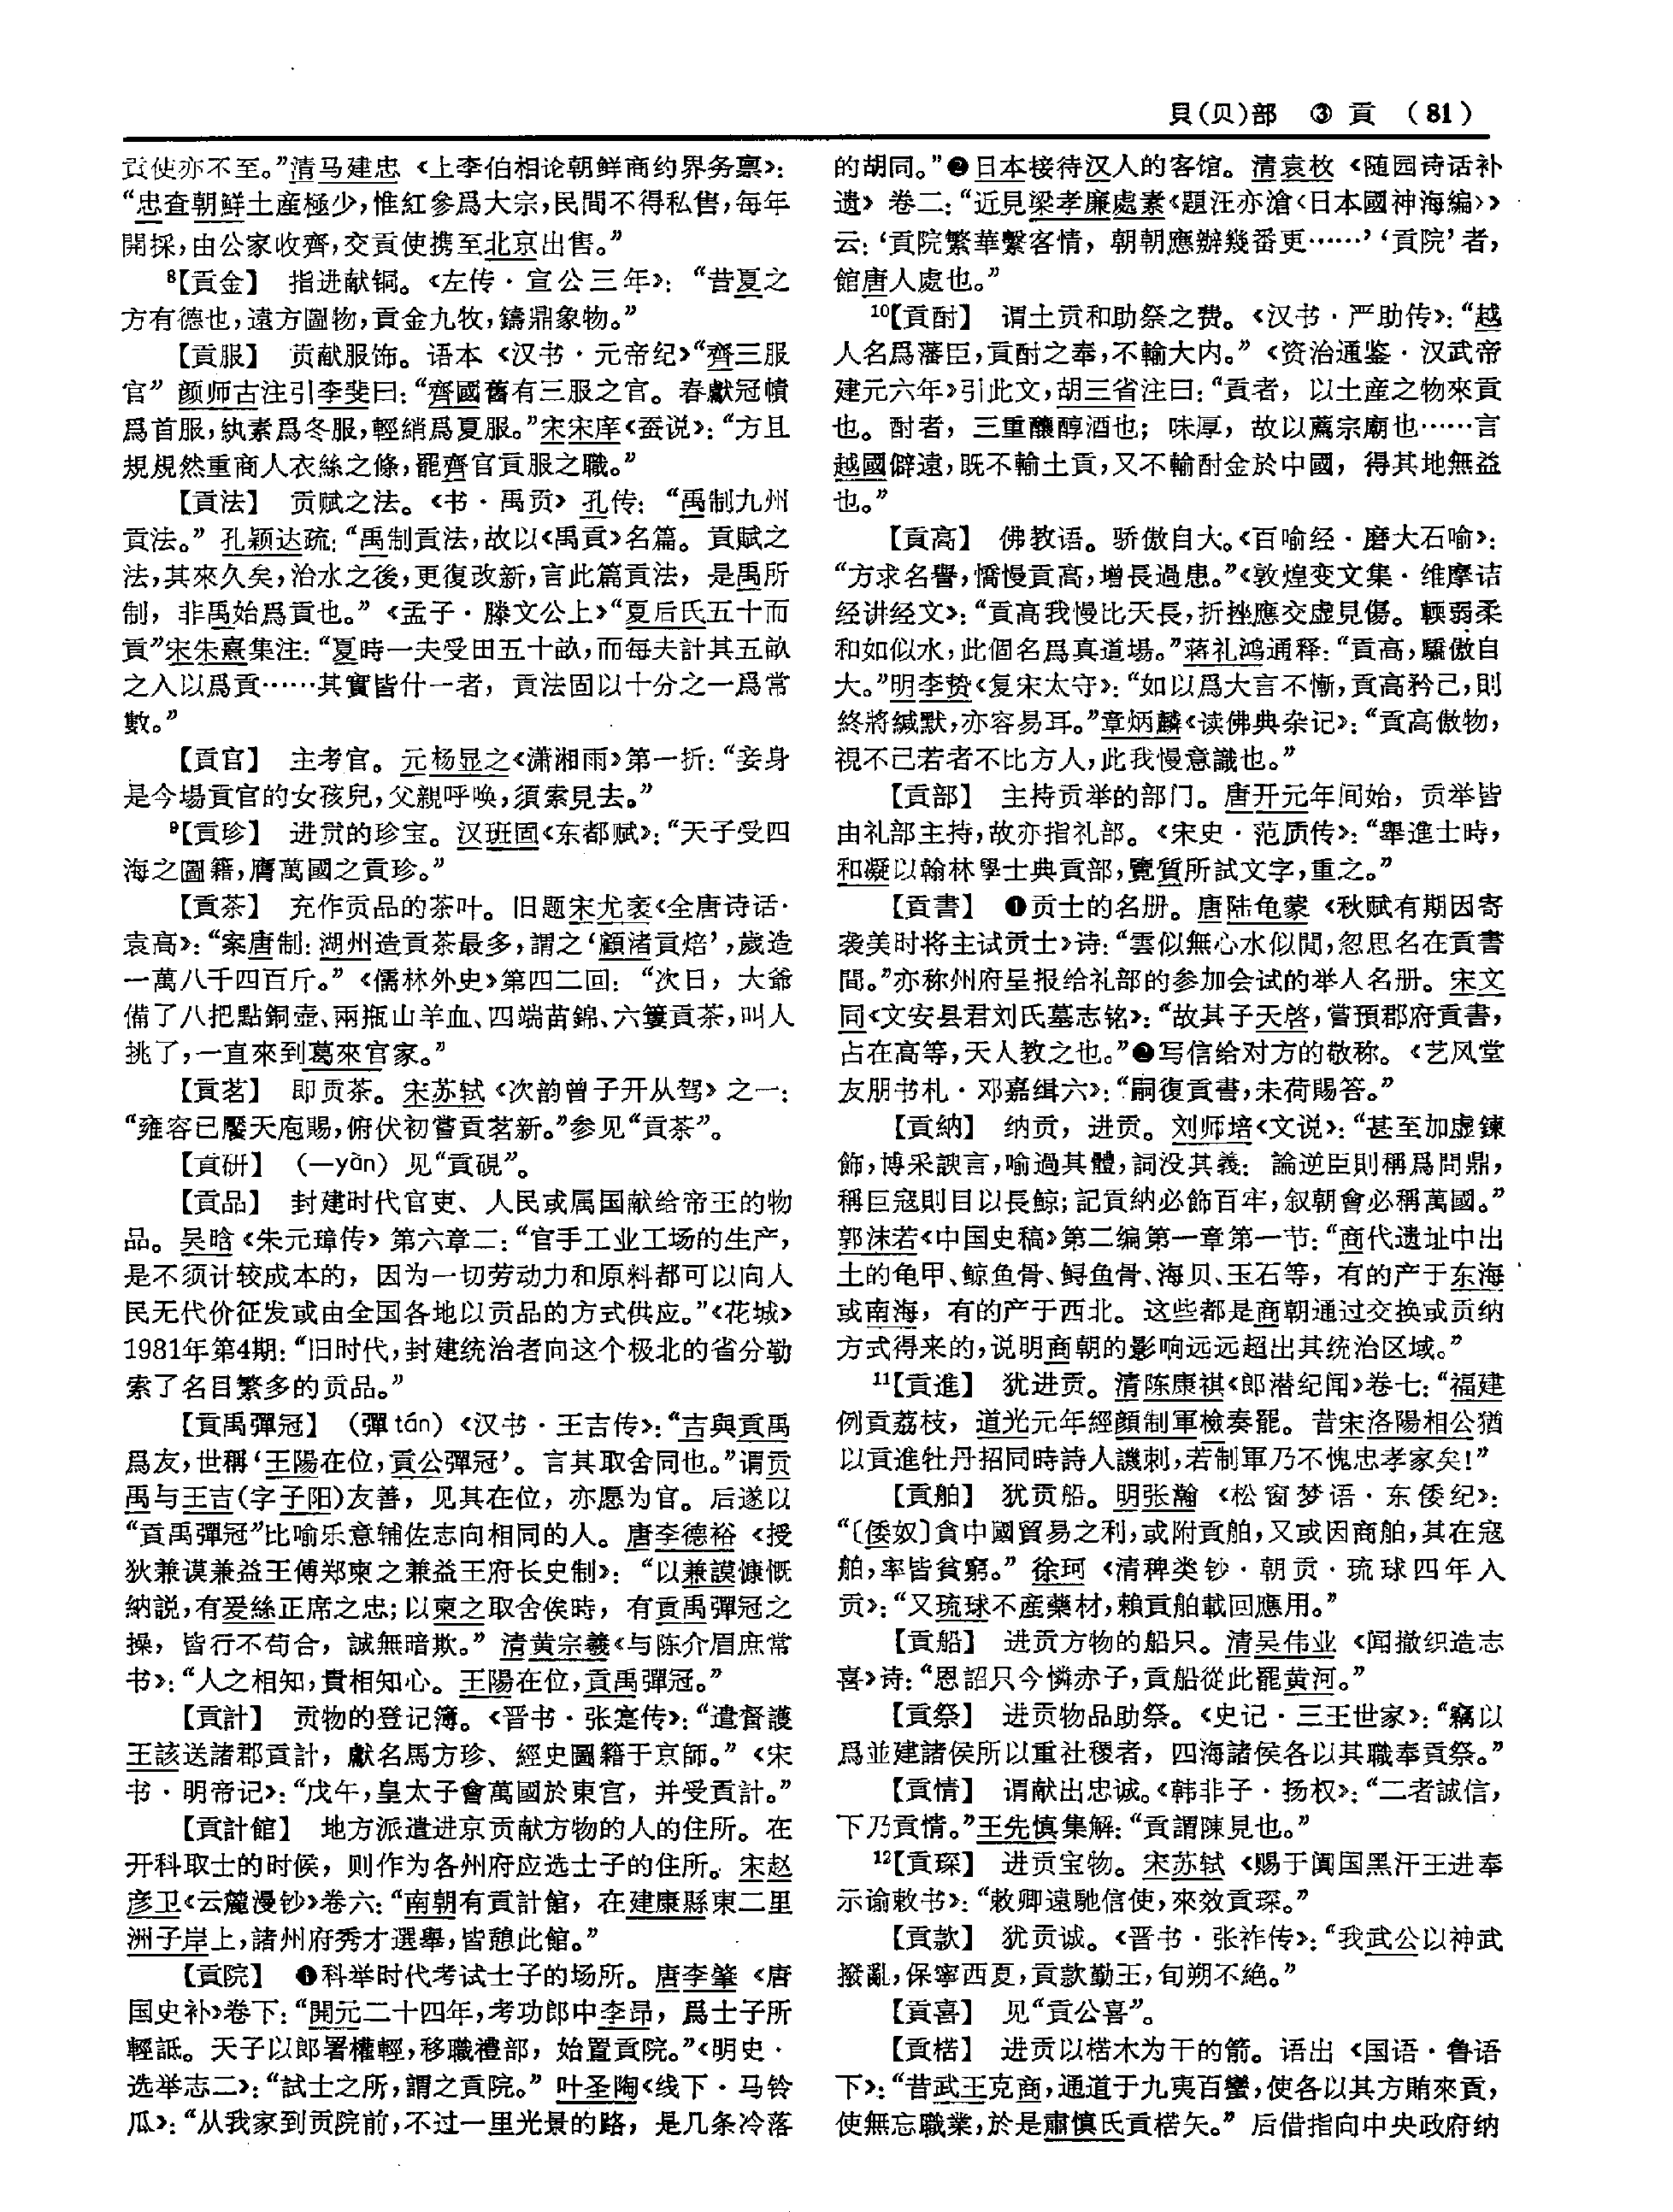 貝(贝)部 ③ 貢 (81)
貢使亦不至。”清马建忠《上李伯相论朝鲜商约界务禀》:
“忠查朝鮮土産極少,惟紅參爲大宗,民間不得私售,每年
開採,由公家收齊,交貢使携至北京出售。”
8【貢金】 指进献铜。《左传·宣公三年》:“昔夏之
方有德也,遠方圖物,貢金九牧,鑄鼎象物。”
【貢服】 贡献服饰。语本《汉书·元帝纪》“齊三服
官”颜师古注引李斐曰:“齊國舊有三服之官。春獻冠幘
爲首服,紈素爲冬服,輕綃爲夏服。”宋宋庠《蚕说》:“方且
規規然重商人衣絲之條,罷齊官貢服之職。”
【貢法】 贡赋之法。《书·禹贡》孔传:“禹制九州
貢法。”孔颖达疏:“禹制貢法,故以《禹貢》名篇。貢賦之
法,其來久矣,治水之後,更復改新,言此篇貢法,是禹所
制,非禹始爲貢也。”《孟子·滕文公上》“夏后氏五十而
貢”宋朱熹集注:“夏時一夫受田五十畝,而每夫計其五畝
之入以爲貢……其實皆什一者,貢法固以十分之一爲常
數。”
【貢官】 主考官。元杨显之《潇湘雨》第一折:“妾身
是今場貢官的女孩兒,父親呼唤,須索見去。”
9【貢珍】 进贡的珍宝。汉班固《东都赋》:“天子受四
海之圖籍,膺萬國之貢珍。”
【貢茶】 充作贡品的茶叶。旧题宋尤袤《全唐诗话·
袁高》:“案唐制:湖州造貢茶最多,謂之‘顧渚貢焙’,歲造
一萬八千四百斤。”《儒林外史》第四二回:“次日,大爺
備了八把點銅壺、兩瓶山羊血、四端苗錦、六簍貢茶,叫人
挑了,一直來到葛來官家。”
【貢茗】 即贡茶。宋苏轼《次韵曾子开从驾》之一:
“雍容已饜天庖賜,俯伏初嘗貢茗新。”参见“貢茶”。
【貢研】 (—yàn)见“貢硯”。
【貢品】 封建时代官吏、人民或属国献给帝王的物
品。吴晗《朱元璋传》第六章二:“官手工业工场的生产,
是不须计较成本的,因为一切劳动力和原料都可以向人
民无代价征发或由全国各地以贡品的方式供应。”《花城》
1981年第4期:“旧时代,封建统治者向这个极北的省分勒
索了名目繁多的贡品。”
【貢禹彈冠】 (彈tán)《汉书·王吉传》:“吉與貢禹
爲友,世稱‘王陽在位,貢公彈冠’。言其取舍同也。”谓贡
禹与王吉(字子阳)友善,见其在位,亦愿为官。后遂以
“貢禹彈冠”比喻乐意辅佐志向相同的人。唐李德裕《授
狄兼谟兼益王傅郑柬之兼益王府长史制》:“以兼謨慷慨
納説,有爰絲正席之忠;以柬之取舍俟時,有貢禹彈冠之
操,皆行不苟合,誠無暗欺。”清黄宗羲《与陈介眉庶常
书》:“人之相知,貴相知心。王陽在位,貢禹彈冠。”
【貢計】 贡物的登记簿。《晋书·张寔传》:“遣督護
王該送諸郡貢計,獻名馬方珍、經史圖籍于京師。”《宋
书·明帝记》:“戊午,皇太子會萬國於東宫,并受貢計。”
【貢計館】 地方派遣进京贡献方物的人的住所。在
开科取士的时候,则作为各州府应选士子的住所。宋赵
彦卫《云麓漫钞》卷六:“南朝有貢計館,在建康縣東二里
洲子岸上,諸州府秀才選舉,皆憩此館。”
【貢院】 ❶科举时代考试士子的场所。唐李肇《唐
国史补》卷下:“開元二十四年,考功郎中李昂,爲士子所
輕詆。天子以郎署權輕,移職禮部,始置貢院。”《明史·
选举志二》:“試士之所,謂之貢院。”叶圣陶《线下·马铃
瓜》:“从我家到贡院前,不过一里光景的路,是几条冷落
的胡同。”❷日本接待汉人的客馆。清袁枚《随园诗话补
遗》卷二:“近見梁孝廉處素《題汪亦滄〈日本國神海編〉》
云:‘貢院繁華繫客情,朝朝應辦幾番更……’‘貢院’者,
館唐人處也。”
10【貢酎】 谓土贡和助祭之费。《汉书·严助传》:“越
人名爲藩臣,貢酎之奉,不輸大内。”《资治通鉴·汉武帝
建元六年》引此文,胡三省注曰:“貢者,以土産之物來貢
也。酎者,三重釀醇酒也;味厚,故以薦宗廟也……言
越國僻遠,既不輸土貢,又不輸酎金於中國,得其地無益
也。”
【貢高】 佛教语。骄傲自大。《百喻经·磨大石喻》:
“方求名譽,憍慢貢高,增長過患。”《敦煌变文集·维摩诘
经讲经文》:“貢高我慢比天長,折挫應交虚見傷。輭弱柔
和如似水,此個名爲真道場。”蒋礼鸿通释:“貢高,驕傲自
大。”明李贽《复宋太守》:“如以爲大言不慚,貢高矜己,則
終將緘默,亦容易耳。”章炳麟《读佛典杂记》:“貢高傲物,
視不己若者不比方人,此我慢意識也。”
【貢部】 主持贡举的部门。唐开元年间始,贡举皆
由礼部主持,故亦指礼部。《宋史·范质传》:“舉進士時,
和凝以翰林學士典貢部,覽質所試文字,重之。”
【貢書】 ❶贡士的名册。唐陆龟蒙《秋赋有期因寄
袭美时将主试贡士》诗:“雲似無心水似閒,忽思名在貢書
間。”亦称州府呈报给礼部的参加会试的举人名册。宋文
同《文安县君刘氏墓志铭》:“故其子天啓,嘗預郡府貢書,
占在高等,夫人教之也。”❷写信给对方的敬称。《艺风堂
友朋书札·邓嘉缉六》:“嗣復貢書,未荷賜答。”
【貢納】 纳贡,进贡。刘师培《文说》:“甚至加虚鍊
飾,博采諛言,喻過其體,詞没其義:論逆臣則稱爲問鼎,
稱巨寇則目以長鯨;記貢納必飾百牢,叙朝會必稱萬國。”
郭沫若《中国史稿》第二编第一章第一节:“商代遗址中出
土的龟甲、鲸鱼骨、鲟鱼骨、海贝、玉石等,有的产于东海
或南海,有的产于西北。这些都是商朝通过交换或贡纳
方式得来的,说明商朝的影响远远超出其统治区域。”
11【貢進】 犹进贡。清陈康祺《郎潜纪闻》卷七:“福建
例貢荔枝,道光元年經顔制軍檢奏罷。昔宋洛陽相公猶
以貢進牡丹招同時詩人譏刺,若制軍乃不愧忠孝家矣!”
【貢舶】 犹贡船。明张瀚《松窗梦语·东倭纪》:
“〔倭奴〕貪中國貿易之利,或附貢舶,又或因商舶,其在寇
舶,率皆貧窮。”徐珂《清稗类钞·朝贡·琉球四年入
贡》:“又琉球不産藥材,賴貢舶載回應用。”
【貢船】 进贡方物的船只。清吴伟业《闻撤织造志
喜》诗:“恩詔只今憐赤子,貢船從此罷黄河。”
【貢祭】 进贡物品助祭。《史记·三王世家》:“竊以
爲並建諸侯所以重社稷者,四海諸侯各以其職奉貢祭。”
【貢情】 谓献出忠诚。《韩非子·扬权》:“二者誠信,
下乃貢情。”王先慎集解:“貢謂陳見也。”
12【貢琛】 进贡宝物。宋苏轼《赐于阗国黑汗王进奉
示谕敕书》:“敕卿遠馳信使,來效貢琛。”
【貢款】 犹贡诚。《晋书·张祚传》:“我武公以神武
撥亂,保寧西夏,貢款勤王,旬朔不絶。”
【貢喜】 见“貢公喜”。
【貢楛】 进贡以楛木为干的箭。语出《国语·鲁语
下》:“昔武王克商,通道于九夷百蠻,使各以其方賄來貢,
使無忘職業,於是肅慎氏貢楛矢。”后借指向中央政府纳